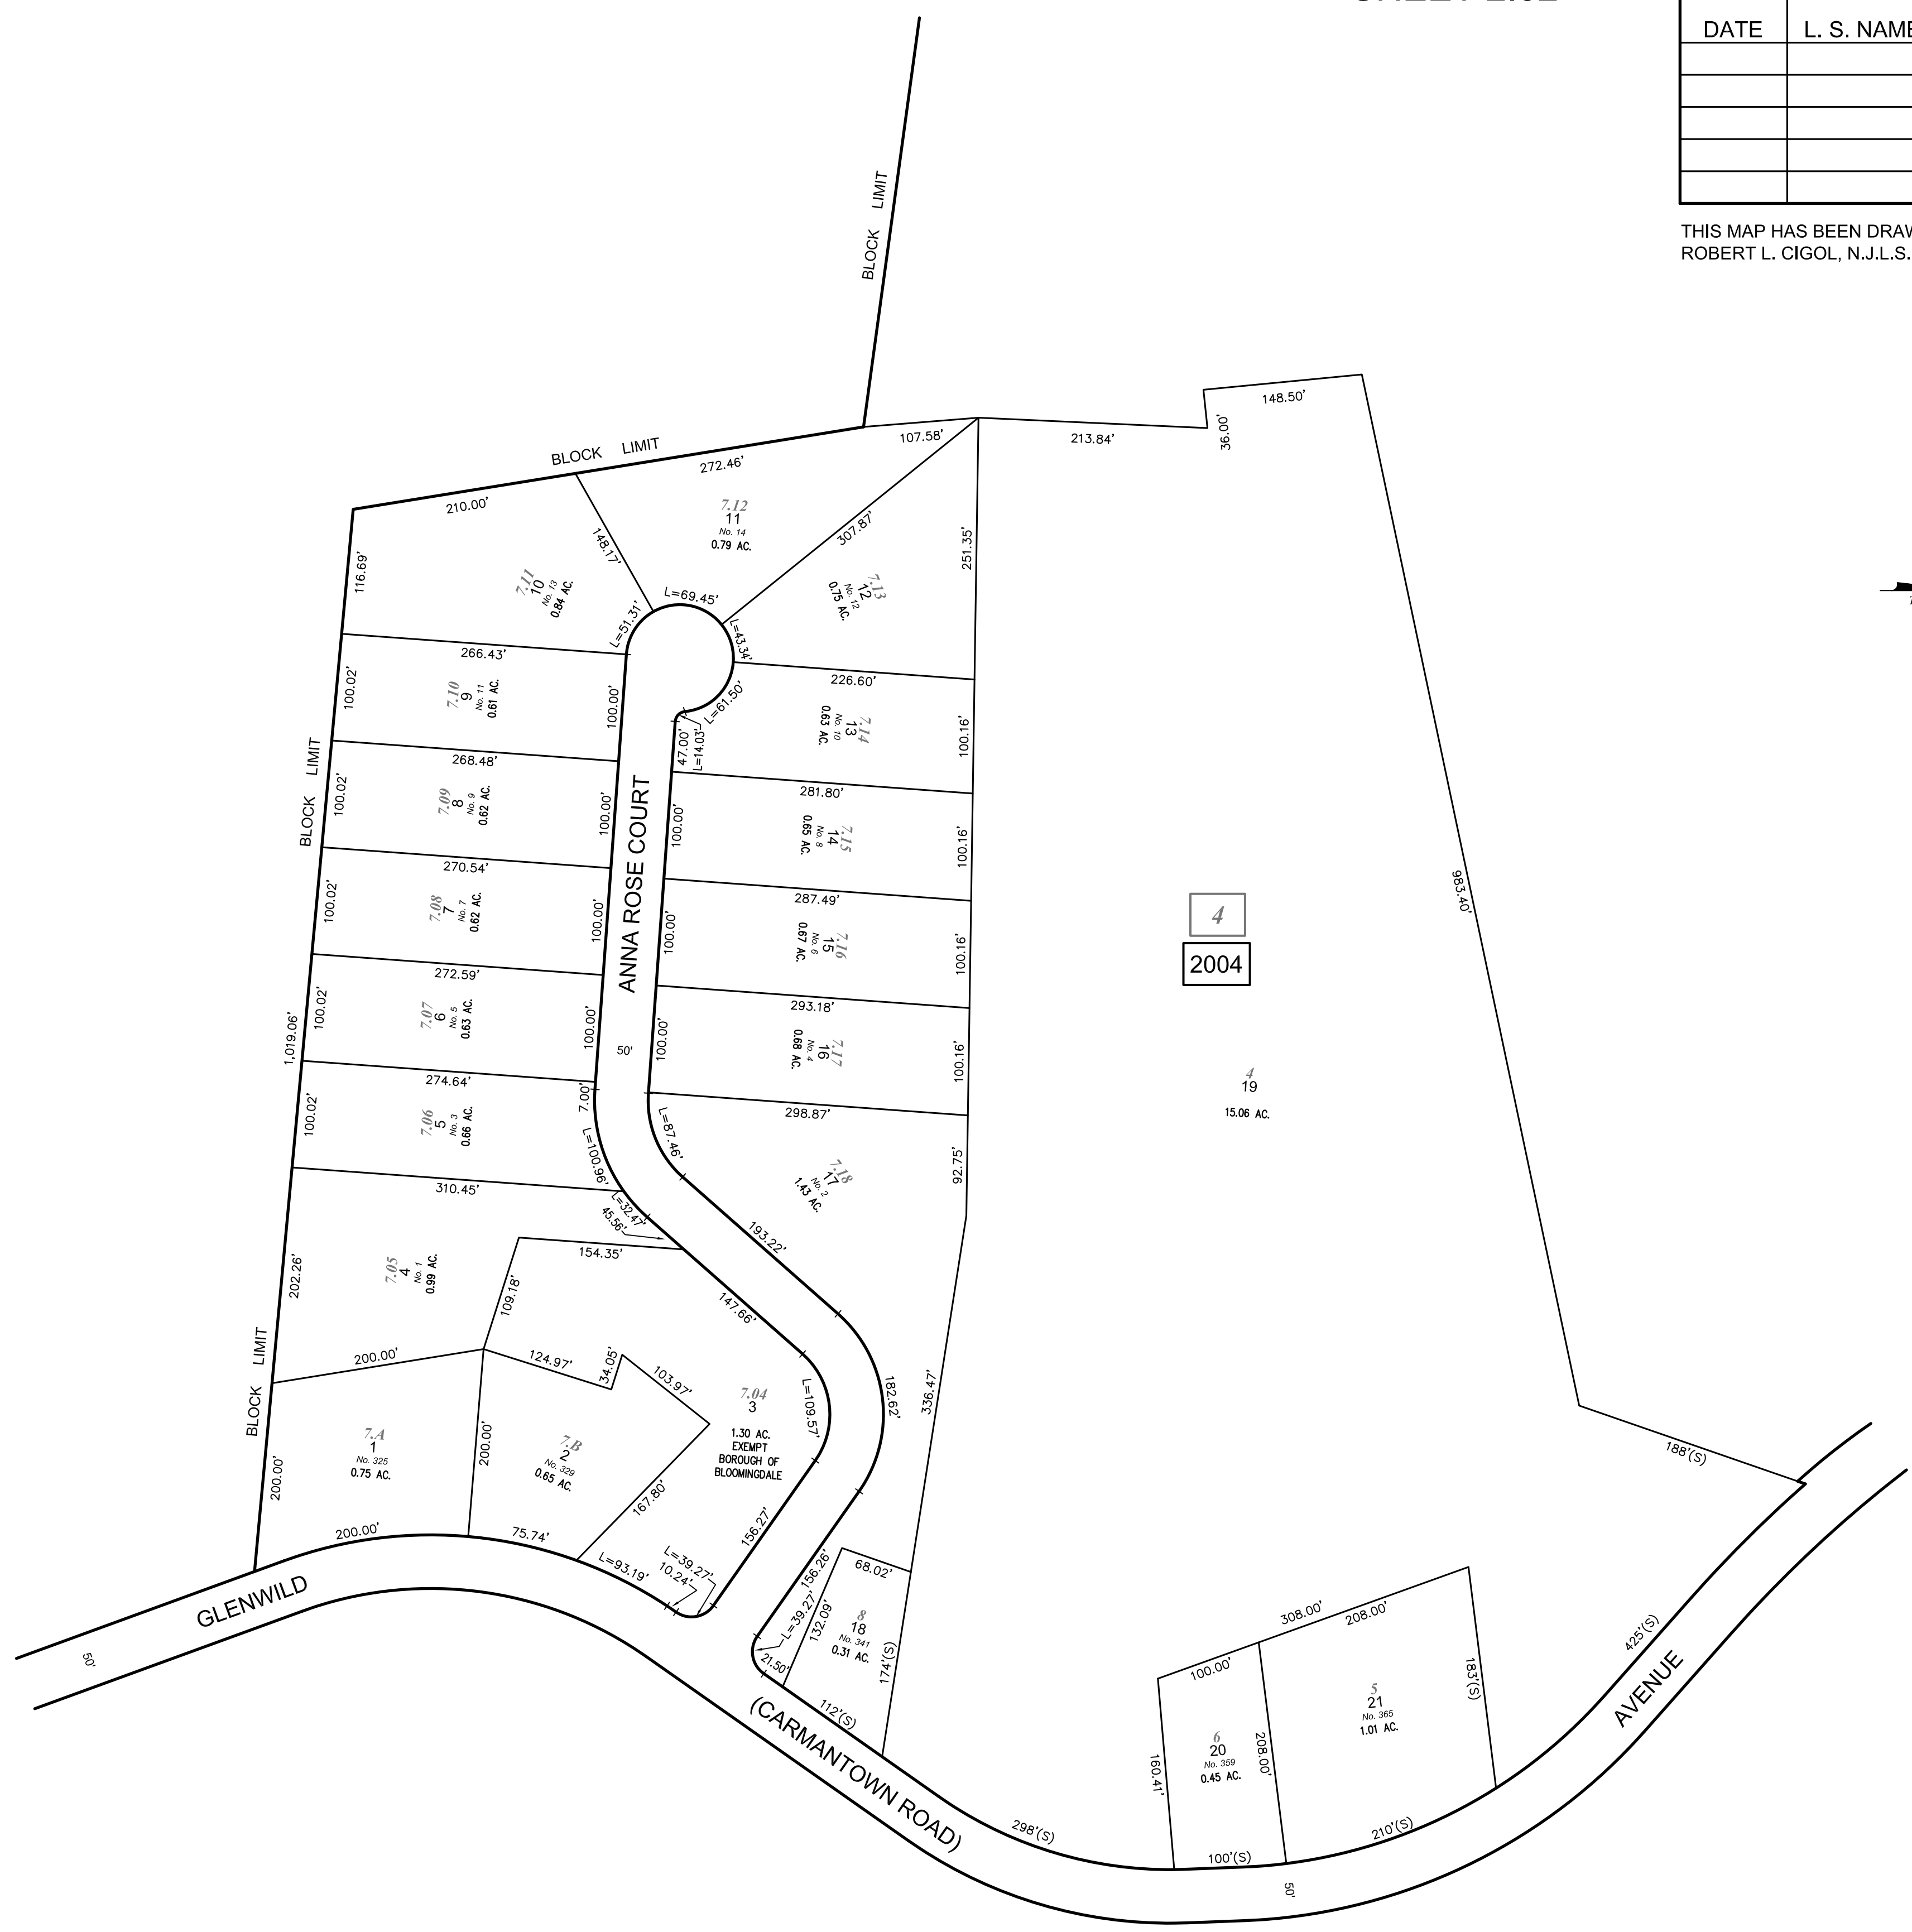 DATE
L. S. NAME
THIS MAP HAS BEEN DRAW
ROBERT L. CIGOL, N.J.L.S.
BLOCK LIMIT
BLOCK LIMIT
107.58'
213.84'
36.00'
148.50'
272.46'
210.00'
116.69'
148.17'
307.87'
251.35'
7.12
11
No. 14
0.79 AC.
7.11
10
No. 13
0.84 AC.
7.13
12
No. 12
0.75 AC.
L=69.45'
L=51.31'
L=43.34'
L=61.50'
L=14.03'
47.00'
266.43'
226.60'
100.02'
7.10
9
No. 11
0.61 AC.
100.00'
7.14
13
No. 10
0.63 AC.
100.16'
268.48'
281.80'
BLOCK LIMIT
100.02'
7.09
8
No. 9
0.62 AC.
100.00'
ANNA ROSE COURT
100.00'
7.15
14
No. 8
0.65 AC.
100.16'
270.54'
287.49'
100.02'
7.08
7
No. 7
0.62 AC.
100.00'
100.00'
7.16
15
No. 6
0.67 AC.
100.16'
983.40'
4
2004
272.59'
293.18'
1,019.06'
100.02'
7.07
6
No. 5
0.63 AC.
100.00'
50'
100.00'
7.17
16
No. 4
0.68 AC.
100.16'
4
19
15.06 AC.
274.64'
298.87'
7.00'
100.02'
7.06
5
No. 3
0.66 AC.
L=100.96'
L=87.46'
92.75'
7.18
17
No. 2
1.43 AC.
310.45'
L=32.47'
45.56'
154.35'
193.22'
202.26'
7.05
4
No. 1
0.99 AC.
109.18'
147.66'
BLOCK LIMIT
200.00'
124.97'
34.05'
103.97'
L=109.57'
182.62'
336.47'
7.04
3
1.30 AC.
EXEMPT
BOROUGH OF
BLOOMINGDALE
7.A
1
No. 325
0.75 AC.
200.00'
200.00'
7.B
2
No. 329
0.65 AC.
167.80'
156.27'
188'(S)
200.00'
75.74'
L=93.19'
L=39.27'
10.24'
156.26'
68.02'
L=39.27'
132.09'
8
18
No. 341
0.31 AC.
174'(S)
21.50'
112'(S)
GLENWILD
50'
(CARMANTOWN ROAD)
AVENUE
425'(S)
308.00'
208.00'
100.00'
183'(S)
5
21
No. 365
1.01 AC.
6
20
No. 359
0.45 AC.
160.41'
208.00'
298'(S)
100'(S)
210'(S)
50'